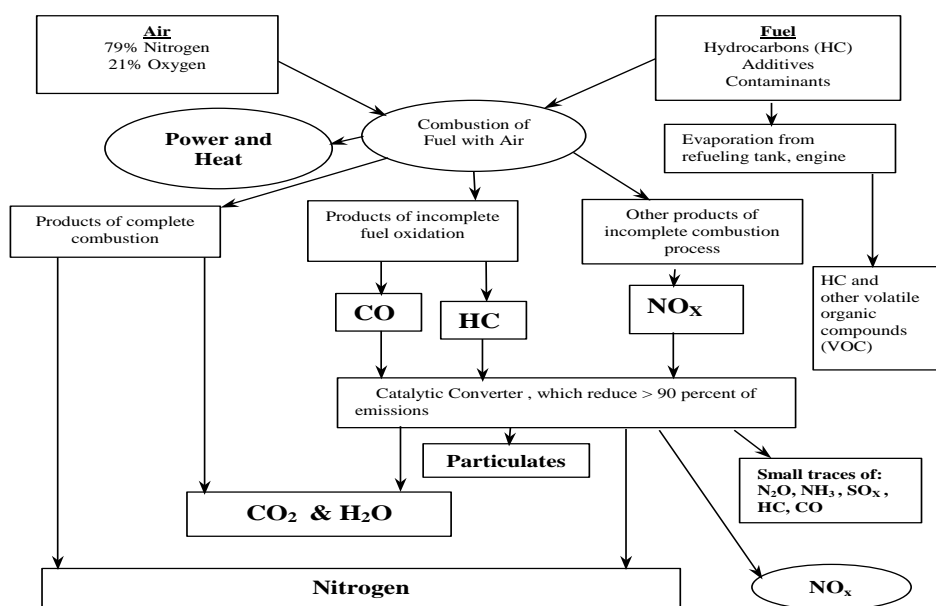 Air
79% Nitrogen
21% Oxygen
Fuel
Hydrocarbons (HC)
Additives
Contaminants
Combustion of
Fuel with Air
Power and
Heat
Evaporation from
refueling tank, engine
Products of complete
combustion
Products of incomplete
fuel oxidation
Other products of
incomplete combustion
process
HC and
other volatile
organic
compounds
(VOC)
CO
HC
NOX
Catalytic Converter , which reduce > 90 percent of
emissions
Particulates
Small traces of:
N2O, NH3 , SOX ,
HC, CO
CO2 & H2O
Nitrogen
NOx